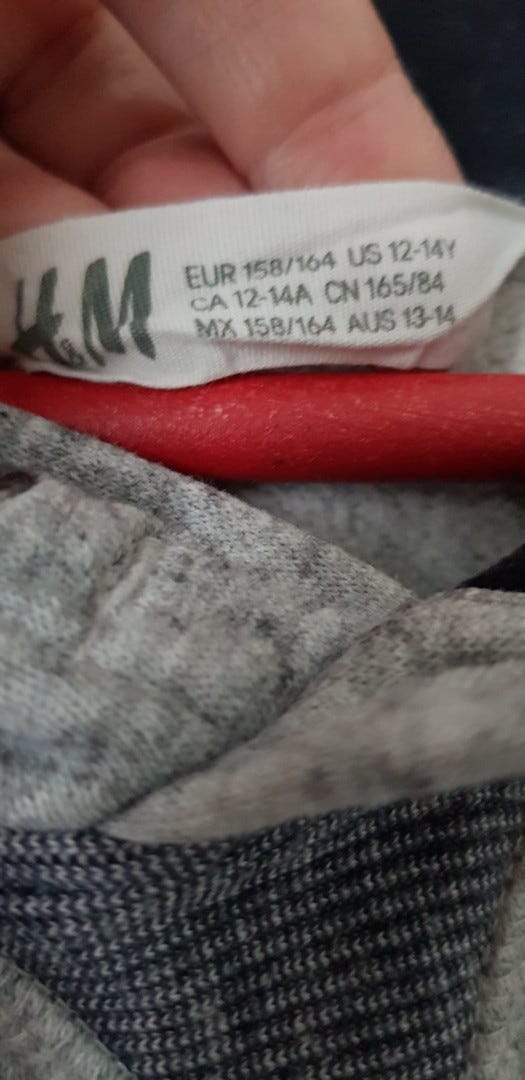 H&M
EUR 158/164 US 12-14Y
CA 12-14A CN 165/84
MX 158/164 AUS 13-14